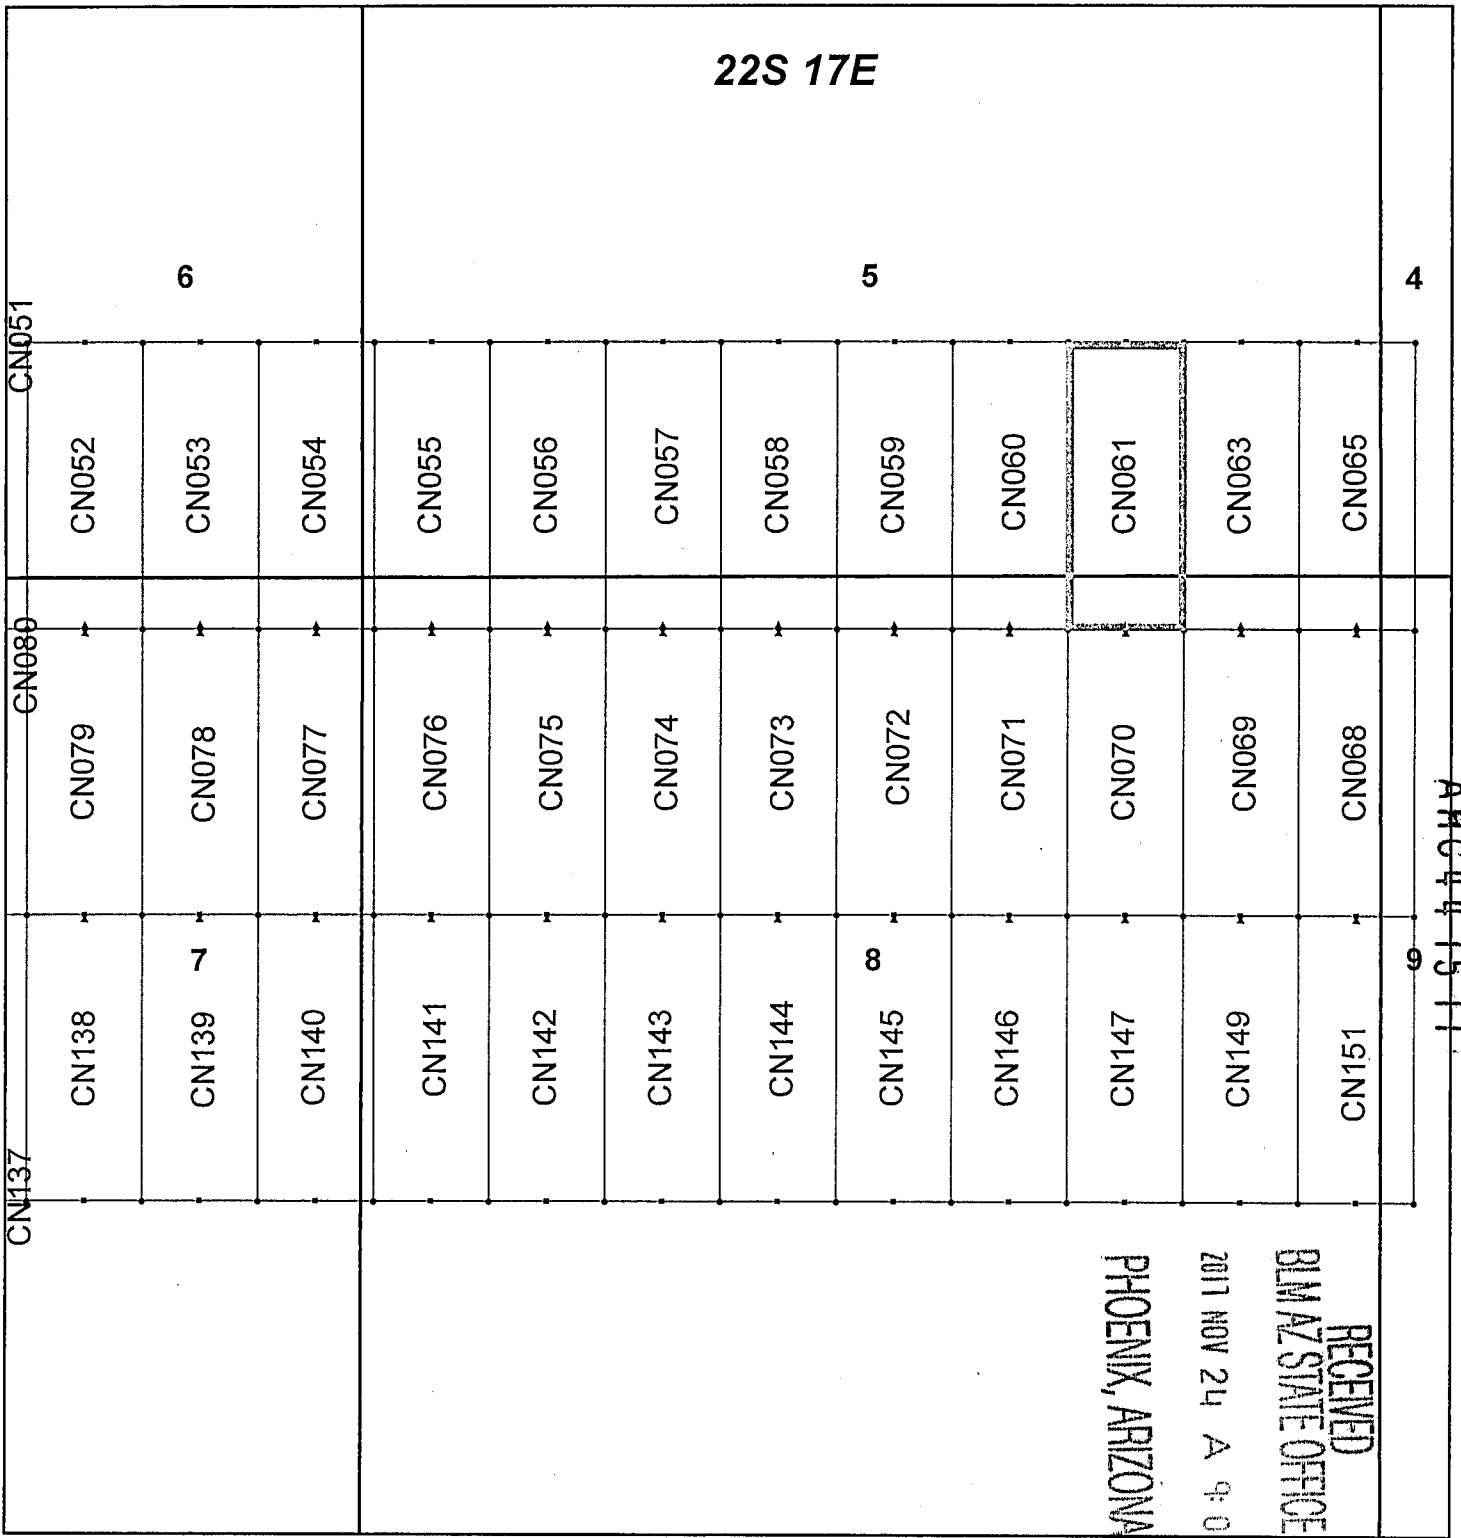 22S 17E
6 5 4
CN051
CN052 CN053 CN054 CN055 CN056 CN057 CN058 CN059 CN060 CN061 CN063 CN065
CN080
CN079 CN078 CN077 CN076 CN075 CN074 CN073 CN072 CN071 CN070 CN069 CN068
7 8 9
CN138 CN139 CN140 CN141 CN142 CN143 CN144 CN145 CN146 CN147 CN149 CN151
CN137
RECEIVED
BLM AZ STATE OFFICE
2017 NOV 24 A 9:0
PHOENIX, ARIZONA